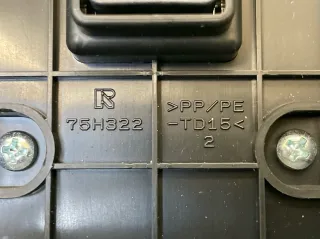 R
75H322
>PP/PE
-TD15<
2